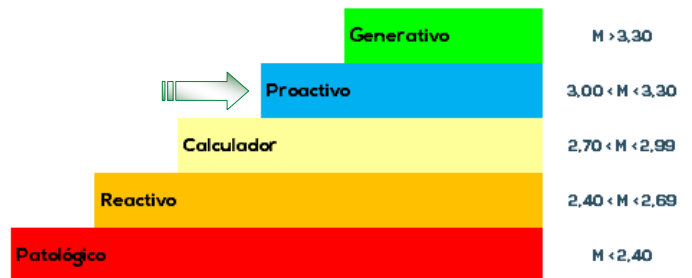 Generativo M >3,30
Proactivo 3,00 < M <3,30
Calculador 2,70 < M <2,99
Reactivo 2,40 < M <2,69
Patológico M <2,40